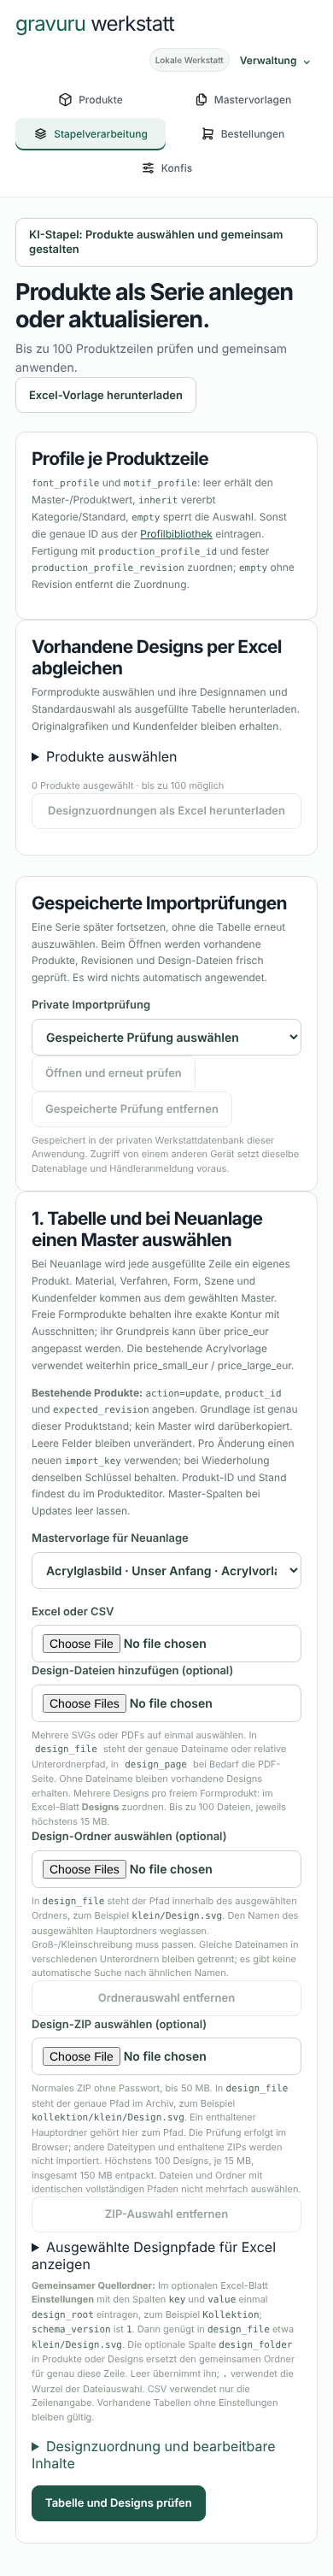 gravuru werkstatt
Lokale Werkstatt Verwaltung
Produkte Mastervorlagen
Stapelverarbeitung Bestellungen
Konfis
KI-Stapel: Produkte auswählen und gemeinsam
gestalten
Produkte als Serie anlegen
oder aktualisieren.
Bis zu 100 Produktzeilen prüfen und gemeinsam
anwenden.
Excel-Vorlage herunterladen
Profile je Produktzeile
font_profile und motif_profile: leer erhält den
Master-/Produktwert, inherit vererbt
Kategorie/Standard, empty sperrt die Auswahl. Sonst
die genaue ID aus der Profilbibliothek eintragen.
Fertigung mit production_profile_id und fester
production_profile_revision zuordnen; empty ohne
Revision entfernt die Zuordnung.
Vorhandene Designs per Excel
abgleichen
Formprodukte auswählen und ihre Designnamen und
Standardauswahl als ausgefüllte Tabelle herunterladen.
Originalgrafiken und Kundenfelder bleiben erhalten.
Produkte auswählen
0 Produkte ausgewählt · bis zu 100 möglich
Designzuordnungen als Excel herunterladen
Gespeicherte Importprüfungen
Eine Serie später fortsetzen, ohne die Tabelle erneut
auszuwählen. Beim Öffnen werden vorhandene
Produkte, Revisionen und Design-Dateien frisch
geprüft. Es wird nichts automatisch angewendet.
Private Importprüfung
Gespeicherte Prüfung auswählen
Öffnen und erneut prüfen
Gespeicherte Prüfung entfernen
Gespeichert in der privaten Werkstattdatenbank dieser
Anwendung. Zugriff von einem anderen Gerät setzt dieselbe
Datenablage und Händleranmeldung voraus.
1. Tabelle und bei Neuanlage
einen Master auswählen
Bei Neuanlage wird jede ausgefüllte Zeile ein eigenes
Produkt. Material, Verfahren, Form, Szene und
Kundenfelder kommen aus dem gewählten Master.
Freie Formprodukte behalten ihre exakte Kontur mit
Ausschnitten; ihr Grundpreis kann über price_eur
angepasst werden. Die bestehende Acrylvorlage
verwendet weiterhin price_small_eur / price_large_eur.
Bestehende Produkte: action=update, product_id
und expected_revision angeben. Grundlage ist genau
dieser Produktstand; kein Master wird darüberkopiert.
Leere Felder bleiben unverändert. Pro Änderung einen
neuen import_key verwenden; bei Wiederholung
denselben Schlüssel behalten. Produkt-ID und Stand
findest du im Produkteditor. Master-Spalten bei
Updates leer lassen.
Mastervorlage für Neuanlage
Acrylglasbild · Unser Anfang · Acrylvorla
Excel oder CSV
Choose File No file chosen
Design-Dateien hinzufügen (optional)
Choose Files No file chosen
Mehrere SVGs oder PDFs auf einmal auswählen. In
design_file steht der genaue Dateiname oder relative
Unterordnerpfad, in design_page bei Bedarf die PDF-
Seite. Ohne Dateiname bleiben vorhandene Designs
erhalten. Mehrere Designs pro freiem Formprodukt: im
Excel-Blatt Designs zuordnen. Bis zu 100 Dateien, jeweils
höchstens 15 MB.
Design-Ordner auswählen (optional)
Choose Files No file chosen
In design_file steht der Pfad innerhalb des ausgewählten
Ordners, zum Beispiel klein/Design.svg. Den Namen des
ausgewählten Hauptordners weglassen.
Groß-/Kleinschreibung muss passen. Gleiche Dateinamen in
verschiedenen Unterordnern bleiben getrennt; es gibt keine
automatische Suche nach ähnlichen Namen.
Ordnerauswahl entfernen
Design-ZIP auswählen (optional)
Choose File No file chosen
Normales ZIP ohne Passwort, bis 50 MB. In design_file
steht der genaue Pfad im Archiv, zum Beispiel
kollektion/klein/Design.svg. Ein enthaltener
Hauptordner gehört hier zum Pfad. Die Prüfung erfolgt im
Browser; andere Dateitypen und enthaltene ZIPs werden
nicht importiert. Höchstens 100 Designs, je 15 MB,
insgesamt 150 MB entpackt. Dateien und Ordner mit
identischen vollständigen Pfaden nicht mehrfach auswählen.
ZIP-Auswahl entfernen
Ausgewählte Designpfade für Excel
anzeigen
Gemeinsamer Quellordner: Im optionalen Excel-Blatt
Einstellungen mit den Spalten key und value einmal
design_root eintragen, zum Beispiel Kollektion;
schema_version ist 1. Dann genügt in design_file etwa
klein/Design.svg. Die optionale Spalte design_folder
in Produkte oder Designs ersetzt den gemeinsamen Ordner
für genau diese Zeile. Leer übernimmt ihn; . verwendet die
Wurzel der Dateiauswahl. CSV verwendet nur die
Zeilenangabe. Vorhandene Tabellen ohne Einstellungen
bleiben gültig.
Designzuordnung und bearbeitbare
Inhalte
Tabelle und Designs prüfen